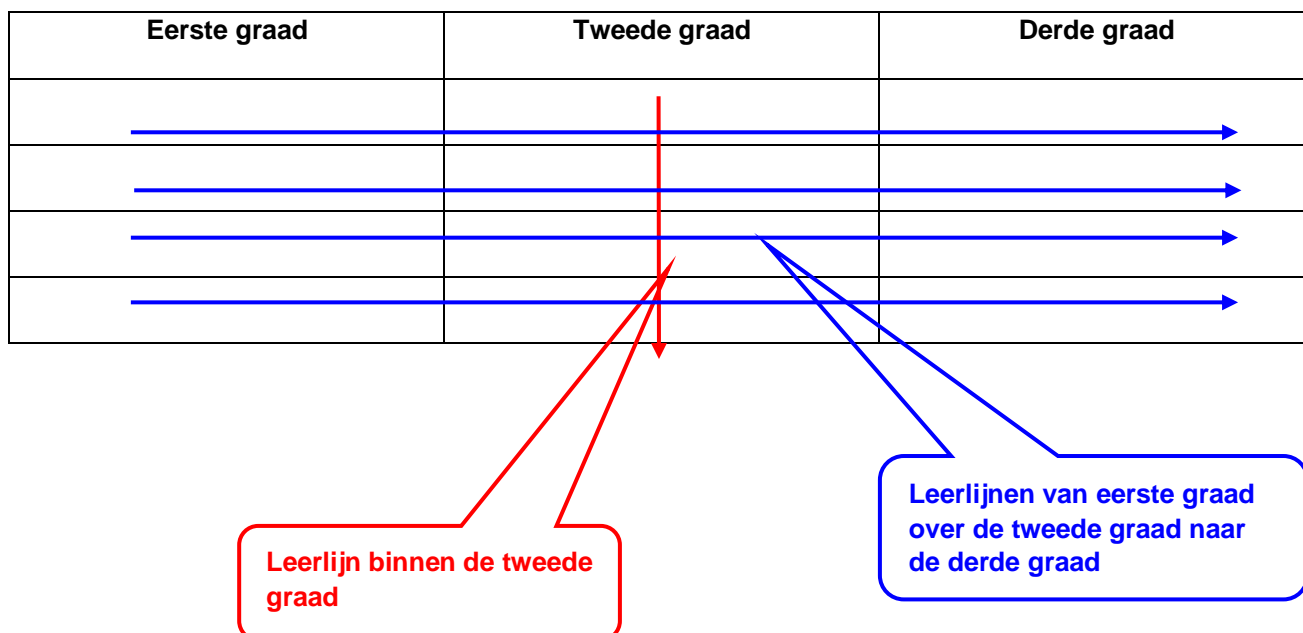 Eerste graad Tweede graad Derde graad
Leerlijnen van eerste graad
over de tweede graad naar
de derde graad
Leerlijn binnen de tweede
graad